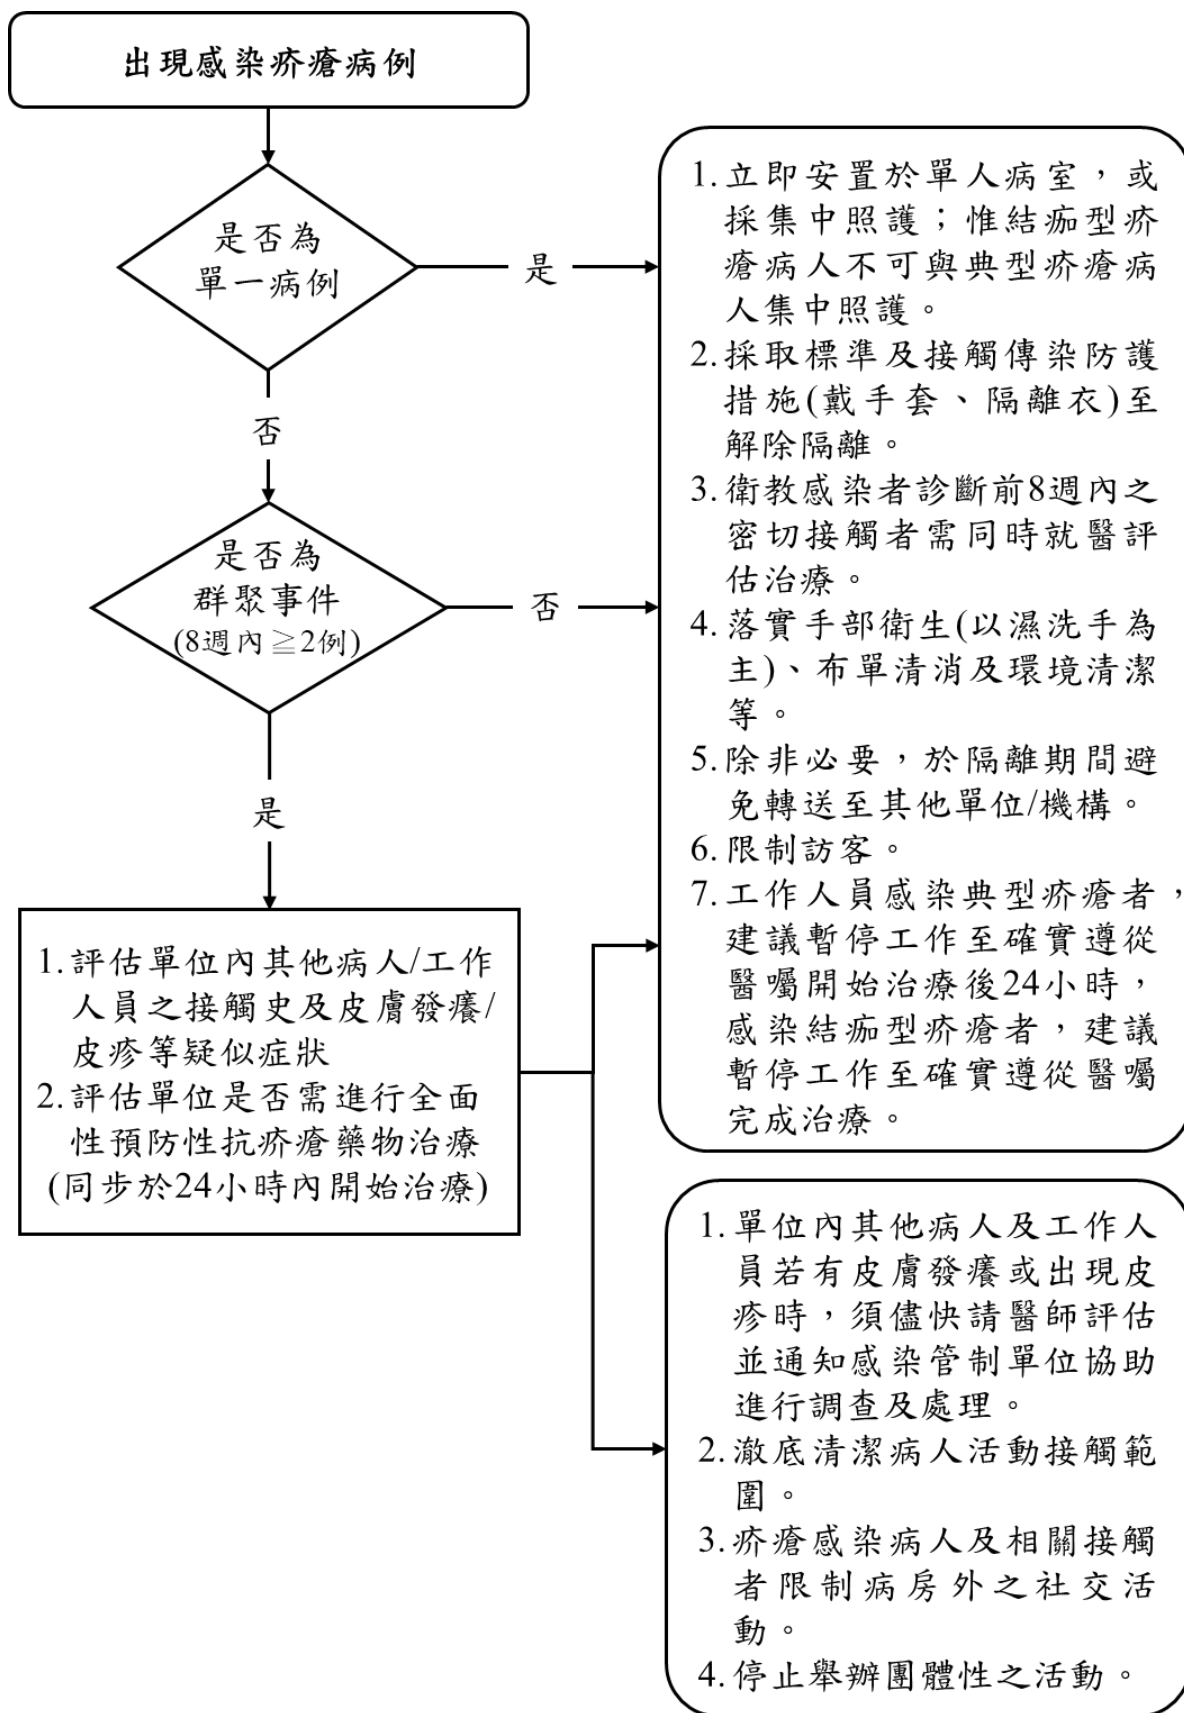 出現感染疥瘡病例
是否為
單一病例
是
否
是否為
群聚事件
(8週內≧2例)
否
是
1.評估單位內其他病人/工作
人員之接觸史及皮膚發癢/
皮疹等疑似症狀
2.評估單位是否需進行全面
性預防性抗疥瘡藥物治療
(同步於24小時內開始治療)
1.立即安置於單人病室，或
採集中照護；惟結痂型疥
瘡病人不可與典型疥瘡病
人集中照護。
2.採取標準及接觸傳染防護
措施(戴手套、隔離衣)至
解除隔離。
3.衛教感染者診斷前8週內之
密切接觸者需同時就醫評
估治療。
4.落實手部衛生(以濕洗手為
主)、布單清消及環境清潔
等。
5.除非必要，於隔離期間避
免轉送至其他單位/機構。
6.限制訪客。
7.工作人員感染典型疥瘡者，
建議暫停工作至確實遵從
醫囑開始治療後24小時，
感染結痂型疥瘡者，建議
暫停工作至確實遵從醫囑
完成治療。
1.單位內其他病人及工作人
員若有皮膚發癢或出現皮
疹時，須儘快請醫師評估
並通知感染管制單位協助
進行調查及處理。
2.澈底清潔病人活動接觸範
圍。
3.疥瘡感染病人及相關接觸
者限制病房外之社交活
動。
4.停止舉辦團體性之活動。